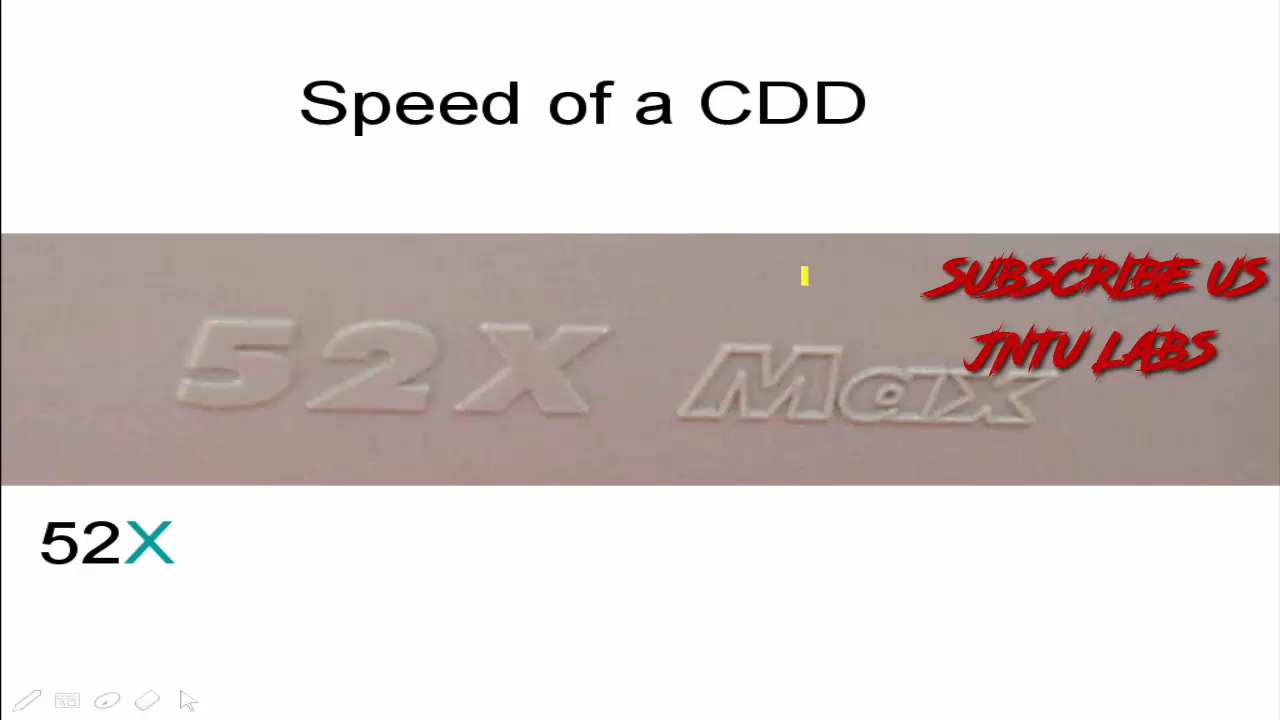 Speed of a CDD
SUBSCRIBE US
JNTU LABS
52X Max
52X